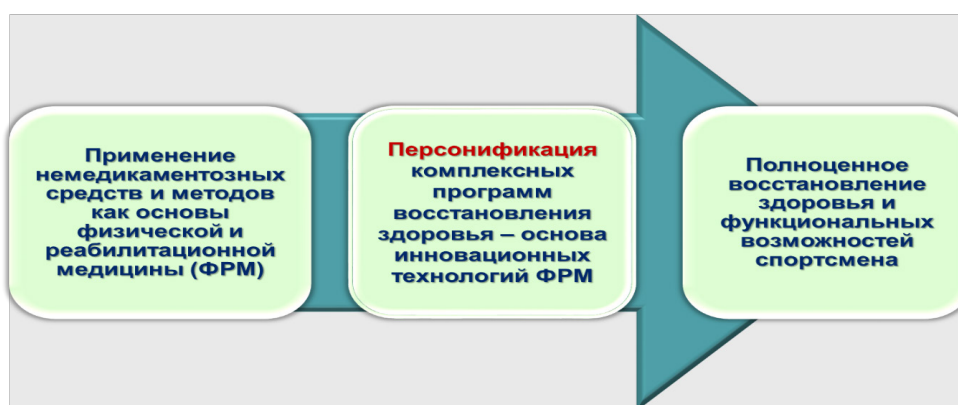 Применение
немедикаментозных
средств и методов
как основы
физической и
реабилитационной
медицины (ФРМ)
Персонификация
комплексных
программ
восстановления
здоровья – основа
инновационных
технологий ФРМ
Полноценное
восстановление
здоровья и
функциональных
возможностей
спортсмена